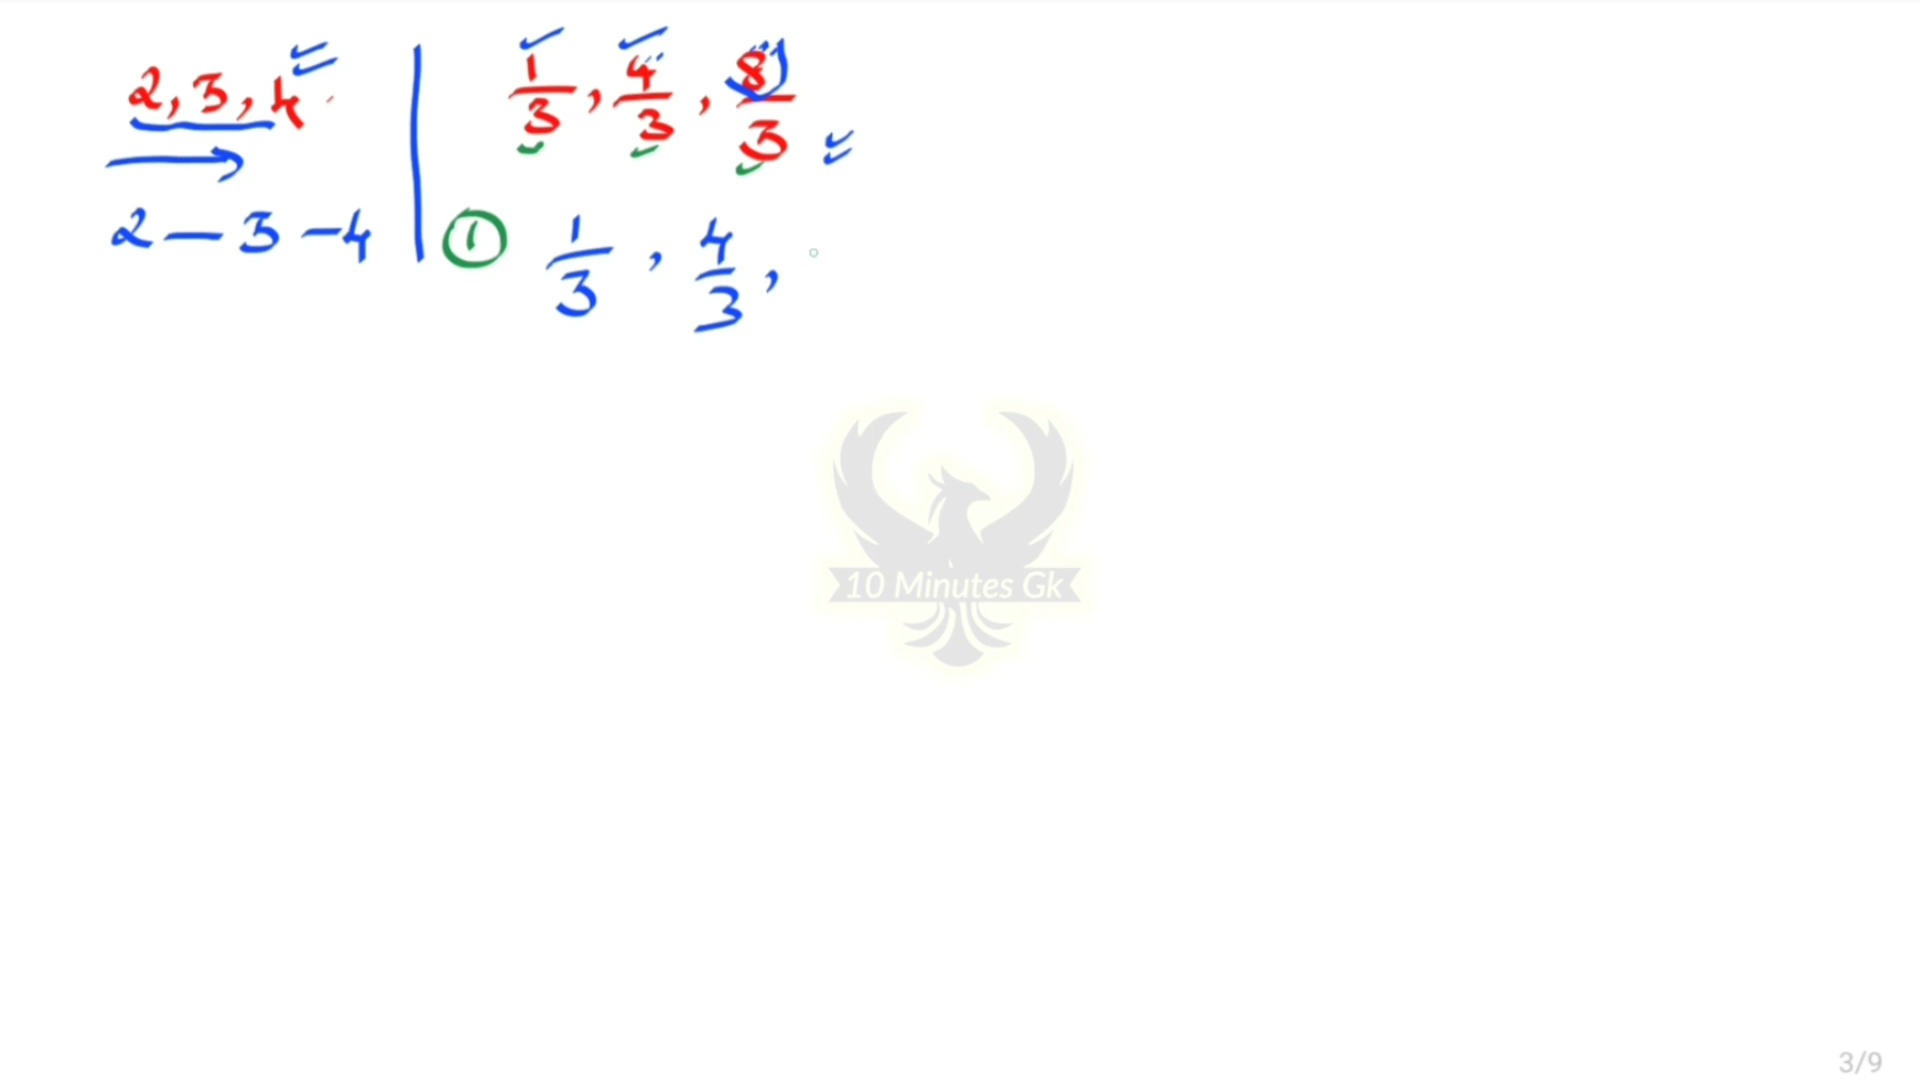 2, 3, 4
1/3, 4/3, 8/3
2 — 3 — 4
① 1/3, 4/3,
10 Minutes Gk
3/9